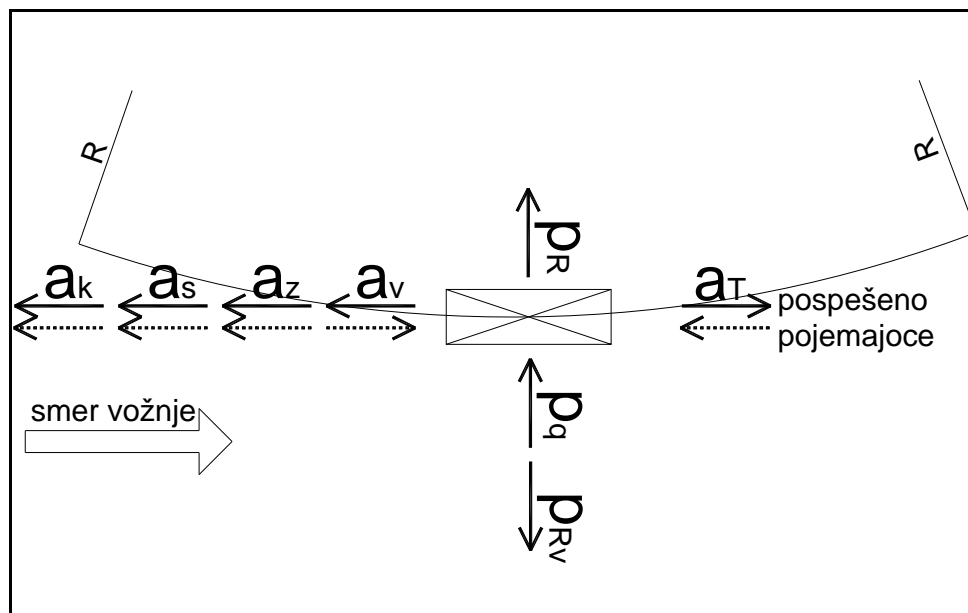 R
R
pR
ak as az av aT
pospešeno
pojemajoce
smer vožnje
pq
pRv